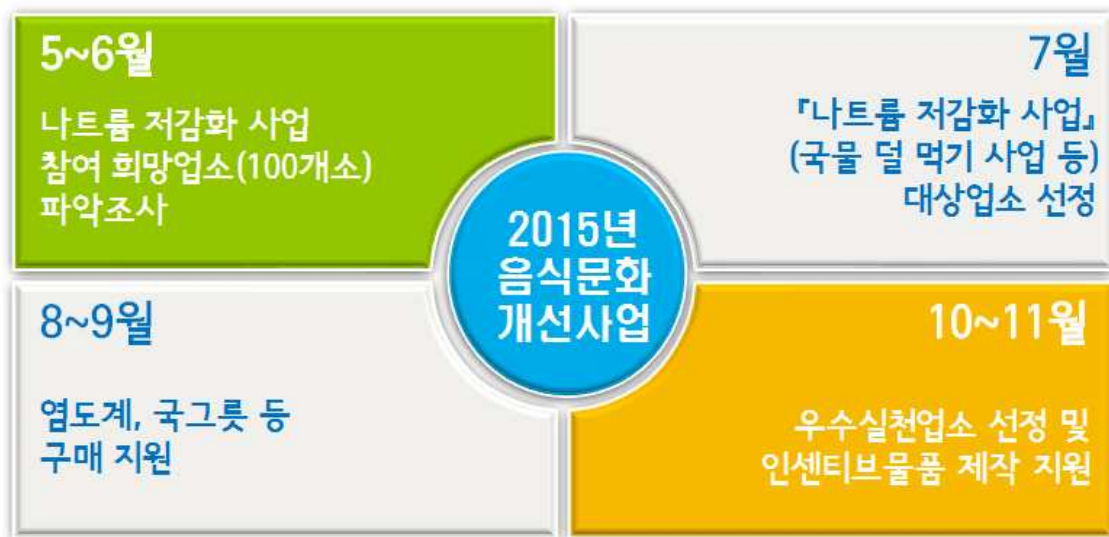 5~6월
나트륨 저감화 사업
참여 희망업소(100개소)
파악조사
7월
『나트륨 저감화 사업』
(국물 덜 먹기 사업 등)
대상업소 선정
2015년
음식문화
개선사업
8~9월
염도계, 국그릇 등
구매 지원
10~11월
우수실천업소 선정 및
인센티브물품 제작 지원